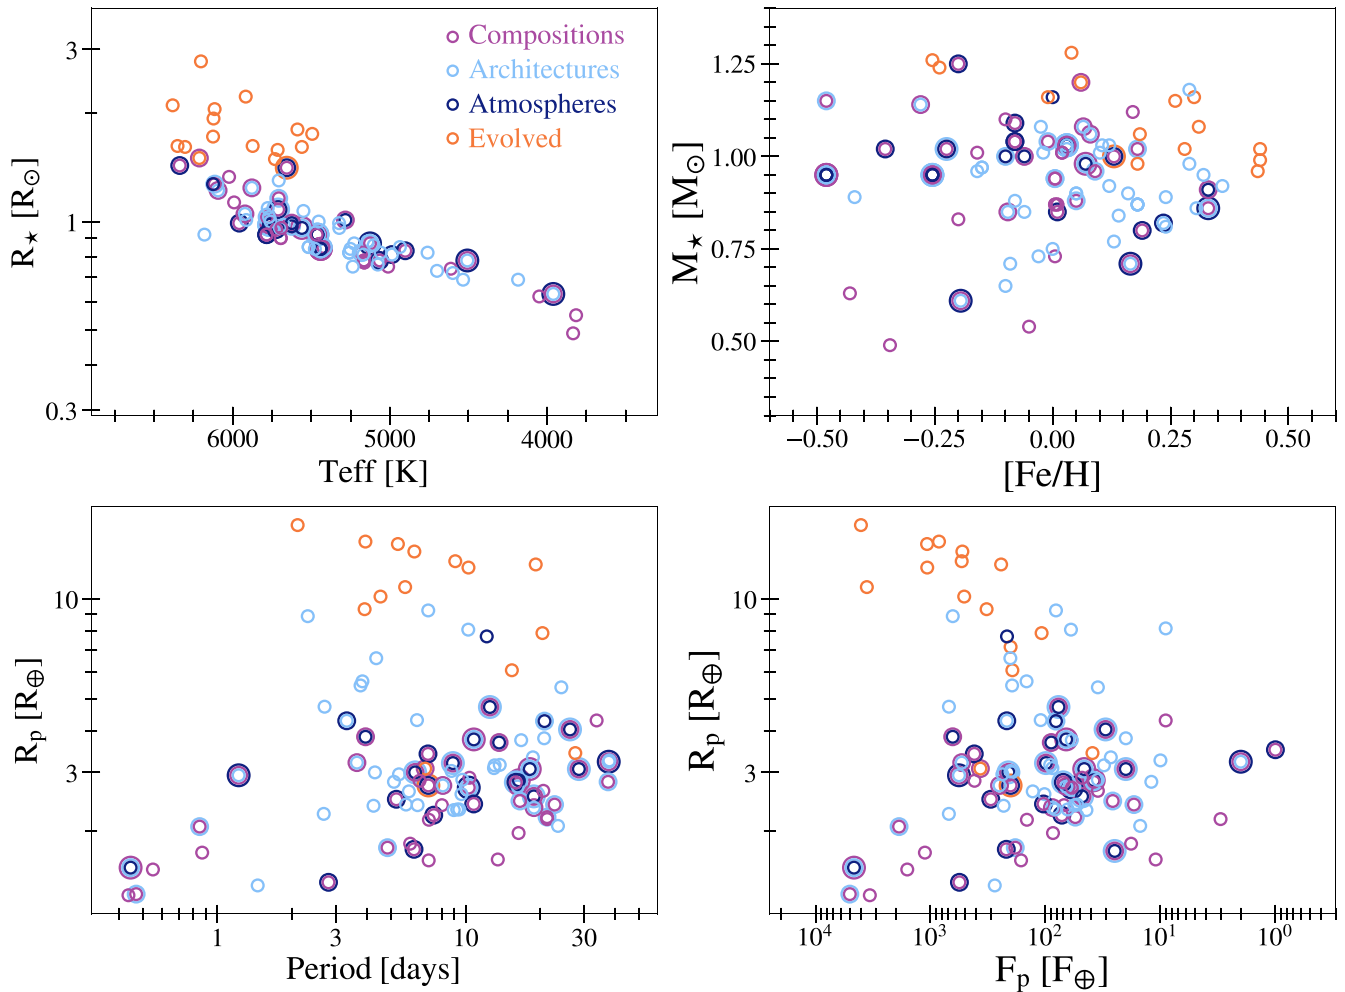 3
1
0.3
R⋆ [R⊙]
Compositions
Architectures
Atmospheres
Evolved
6000 5000 4000
Teff [K]
1.25
1.00
0.75
0.50
M⋆ [M⊙]
−0.50 −0.25 0.00 0.25 0.50
[Fe/H]
10
3
Rp [R⊕]
1 3 10 30
Period [days]
10
3
Rp [R⊕]
10⁴ 10³ 10² 10¹ 10⁰
Fp [F⊕]